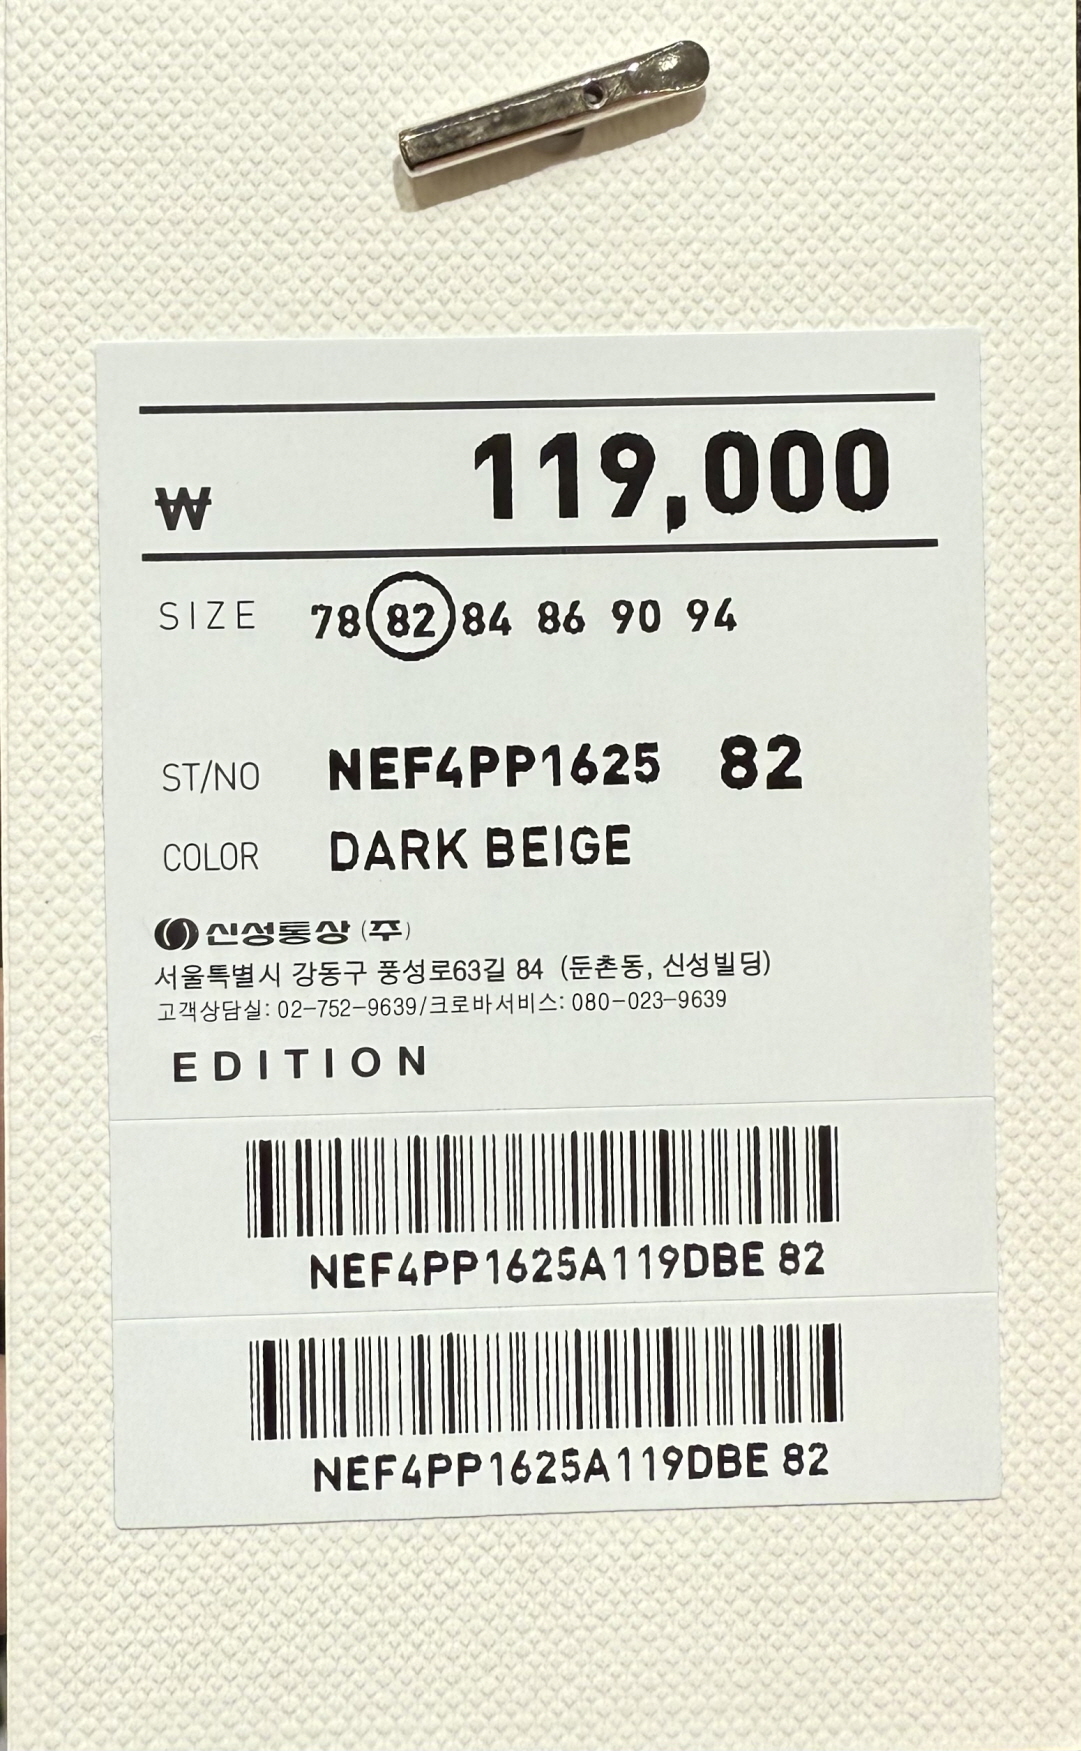 ₩ 119,000
SIZE 78 82 84 86 90 94
ST/NO NEF4PP1625 82
COLOR DARK BEIGE
신성통상 (주)
서울특별시 강동구 풍성로63길 84 (둔촌동, 신성빌딩)
고객상담실: 02-752-9639/크로바서비스: 080-023-9639
EDITION
NEF4PP1625A119DBE 82
NEF4PP1625A119DBE 82